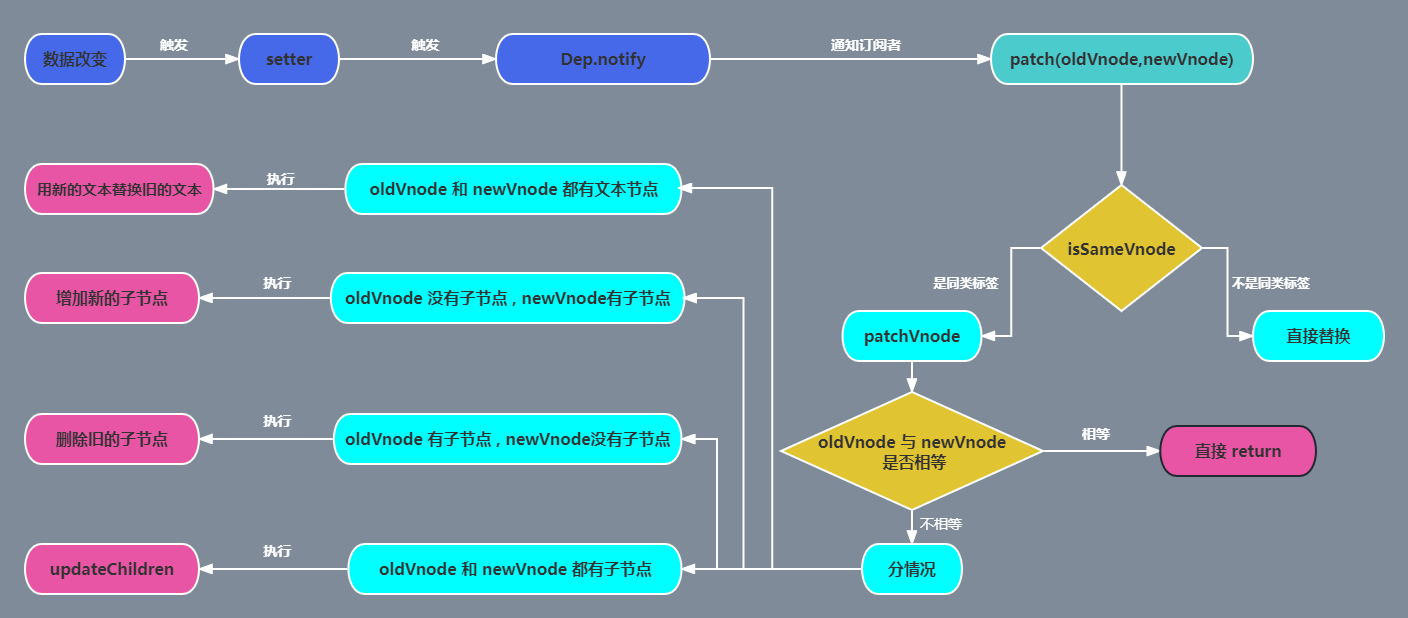 数据改变
触发
setter
触发
Dep.notify
通知订阅者
patch(oldVnode,newVnode)
用新的文本替换旧的文本
执行
oldVnode 和 newVnode 都有文本节点
isSameVnode
是同类标签
不是同类标签
增加新的子节点
执行
oldVnode 没有子节点 , newVnode有子节点
patchVnode
直接替换
删除旧的子节点
执行
oldVnode 有子节点 , newVnode没有子节点
oldVnode 与 newVnode
是否相等
相等
直接 return
不相等
updateChildren
执行
oldVnode 和 newVnode 都有子节点
分情况